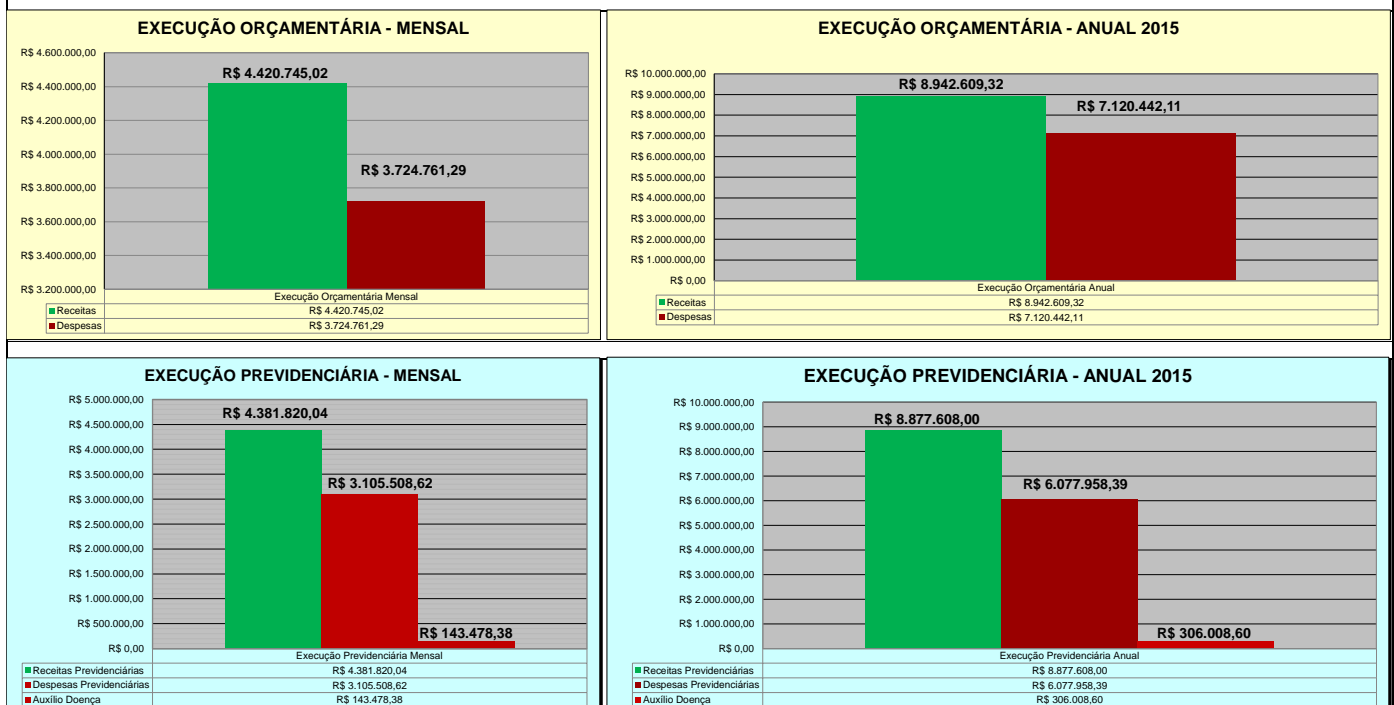 EXECUÇÃO ORÇAMENTÁRIA - MENSAL
R$ 4.600.000,00
R$ 4.400.000,00
R$ 4.200.000,00
R$ 4.000.000,00
R$ 3.800.000,00
R$ 3.600.000,00
R$ 3.400.000,00
R$ 3.200.000,00
R$ 4.420.745,02
R$ 3.724.761,29
Execução Orçamentária Mensal
Receitas R$ 4.420.745,02
Despesas R$ 3.724.761,29
EXECUÇÃO ORÇAMENTÁRIA - ANUAL 2015
R$ 10.000.000,00
R$ 9.000.000,00
R$ 8.000.000,00
R$ 7.000.000,00
R$ 6.000.000,00
R$ 5.000.000,00
R$ 4.000.000,00
R$ 3.000.000,00
R$ 2.000.000,00
R$ 1.000.000,00
R$ 0,00
R$ 8.942.609,32
R$ 7.120.442,11
Execução Orçamentária Anual
Receitas R$ 8.942.609,32
Despesas R$ 7.120.442,11
EXECUÇÃO PREVIDENCIÁRIA - MENSAL
R$ 5.000.000,00
R$ 4.500.000,00
R$ 4.000.000,00
R$ 3.500.000,00
R$ 3.000.000,00
R$ 2.500.000,00
R$ 2.000.000,00
R$ 1.500.000,00
R$ 1.000.000,00
R$ 500.000,00
R$ 0,00
R$ 4.381.820,04
R$ 3.105.508,62
R$ 143.478,38
Execução Previdenciária Mensal
Receitas Previdenciárias R$ 4.381.820,04
Despesas Previdenciárias R$ 3.105.508,62
Auxílio Doença R$ 143.478,38
EXECUÇÃO PREVIDENCIÁRIA - ANUAL 2015
R$ 10.000.000,00
R$ 9.000.000,00
R$ 8.000.000,00
R$ 7.000.000,00
R$ 6.000.000,00
R$ 5.000.000,00
R$ 4.000.000,00
R$ 3.000.000,00
R$ 2.000.000,00
R$ 1.000.000,00
R$ 0,00
R$ 8.877.608,00
R$ 6.077.958,39
R$ 306.008,60
Execução Previdenciária Anual
Receitas Previdenciárias R$ 8.877.608,00
Despesas Previdenciárias R$ 6.077.958,39
Auxílio Doença R$ 306.008,60